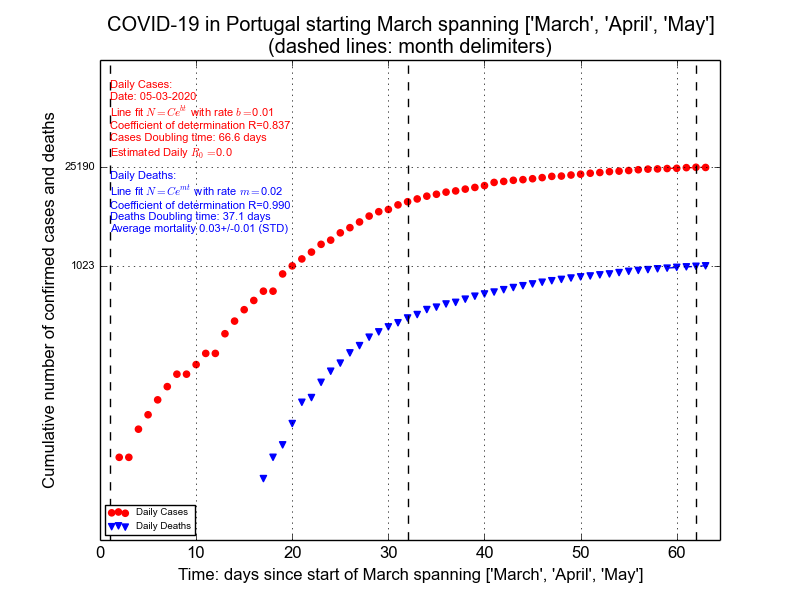 COVID-19 in Portugal starting March spanning ['March', 'April', 'May']
(dashed lines: month delimiters)
Daily Cases:
Date: 05-03-2020
Line fit N = Ce^{bt} with rate b = 0.01
Coefficient of determination R=0.837
Cases Doubling time: 66.6 days
Estimated Daily R_0 = 0.0
Daily Deaths:
Line fit N = Ce^{mt} with rate m = 0.02
Coefficient of determination R=0.990
Deaths Doubling time: 37.1 days
Average mortality 0.03+/-0.01 (STD)
25190
1023
Cumulative number of confirmed cases and deaths
Daily Cases
Daily Deaths
0 10 20 30 40 50 60
Time: days since start of March spanning ['March', 'April', 'May']